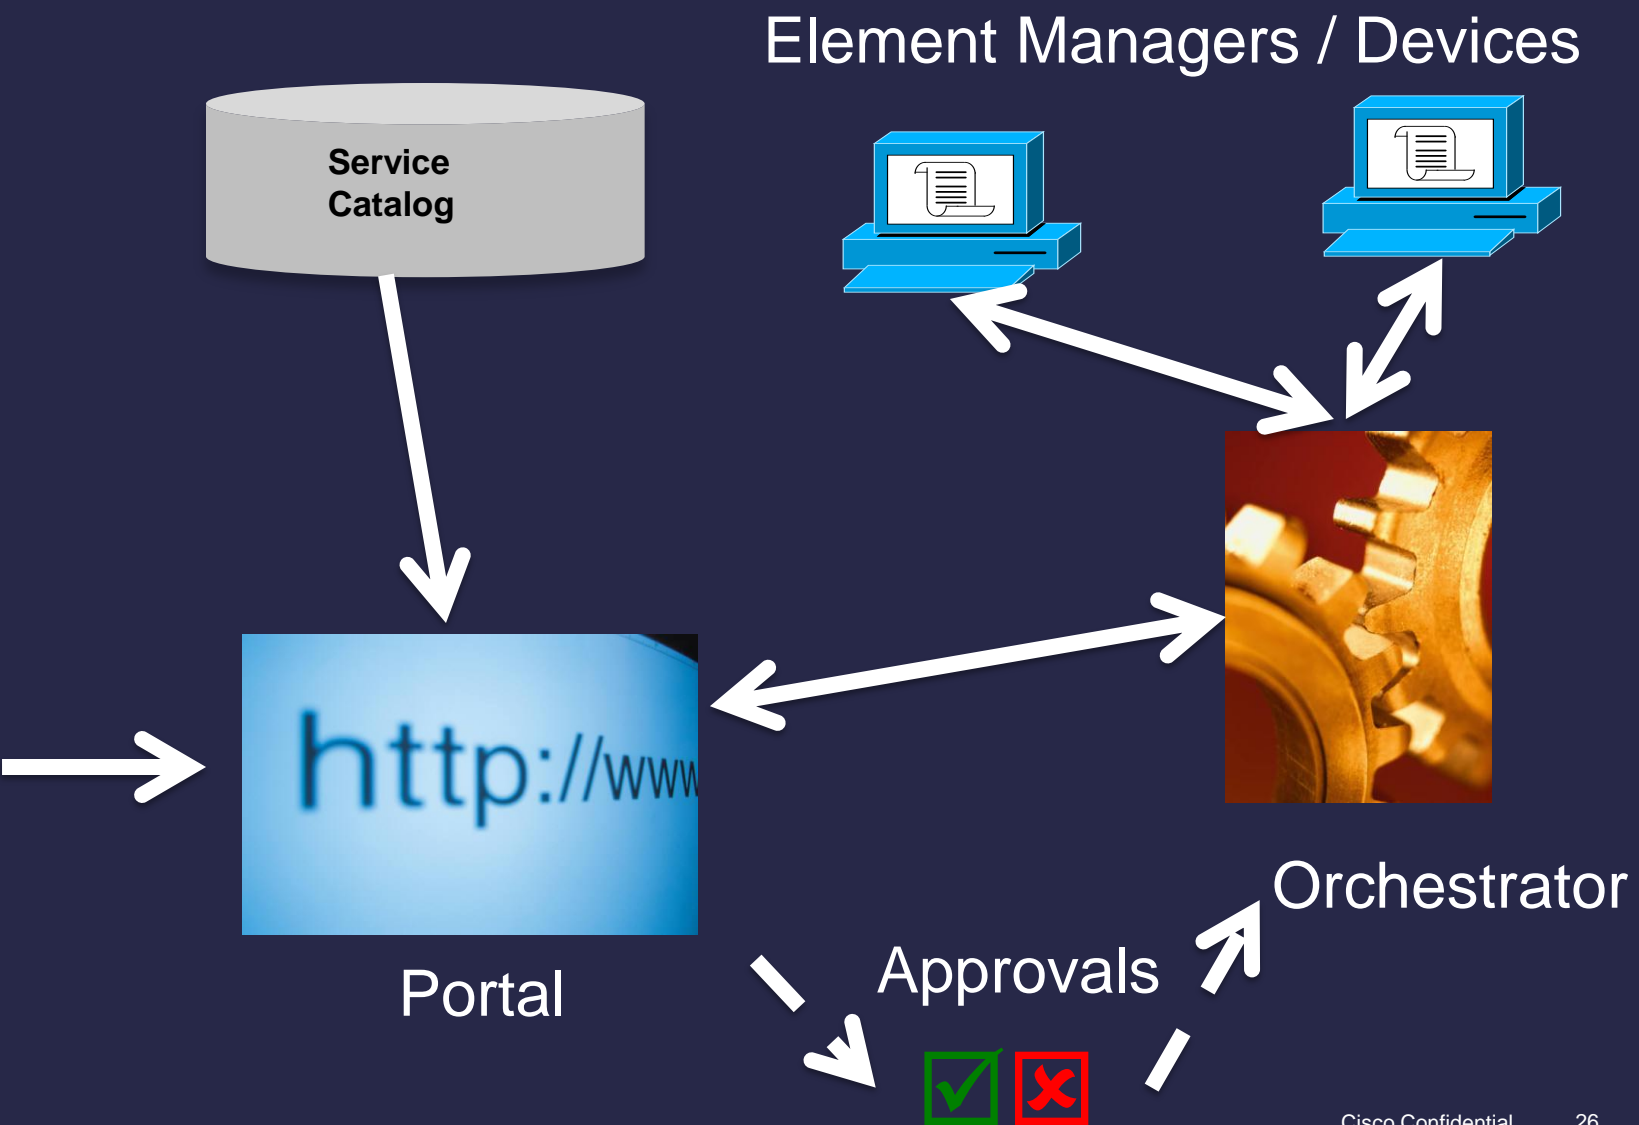 Element Managers / Devices
Service
Catalog
http://www
Orchestrator
Approvals
Portal
Cisco Confidential 26